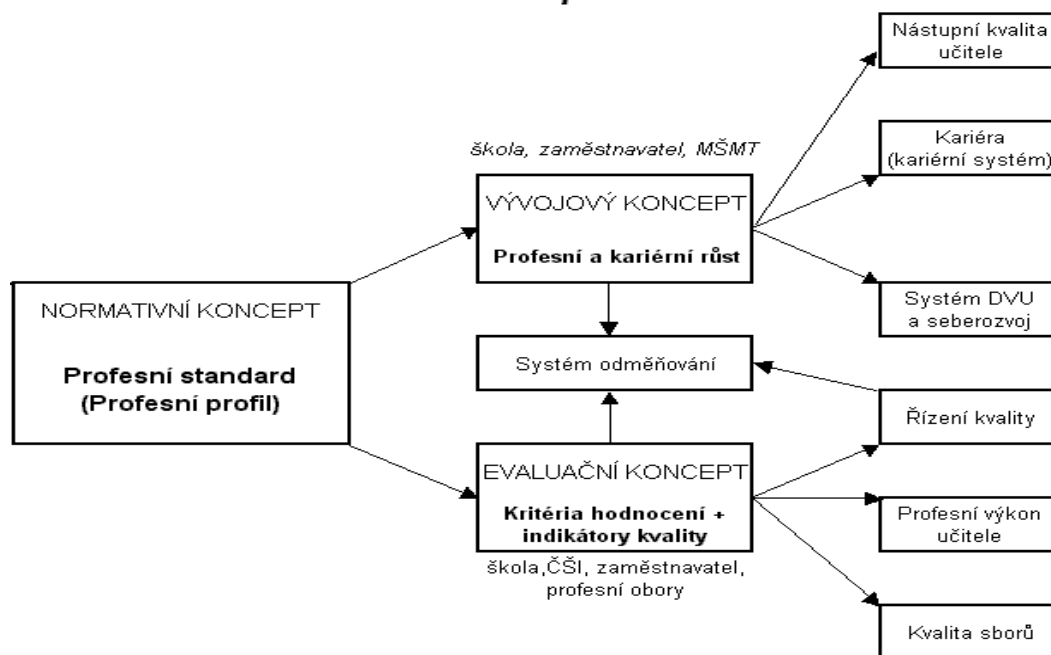 Nástupní kvalita
učitele
škola, zaměstnavatel, MŠMT
Kariéra
(kariérní systém)
VÝVOJOVÝ KONCEPT
Profesní a kariérní růst
NORMATIVNÍ KONCEPT
Profesní standard
(Profesní profil)
Systém DVU
a seberozvoj
Systém odměňování
Řízení kvality
EVALUAČNÍ KONCEPT
Kritéria hodnocení +
indikátory kvality
škola,ČŠI, zaměstnavatel,
profesní obory
Profesní výkon
učitele
Kvalita sborů